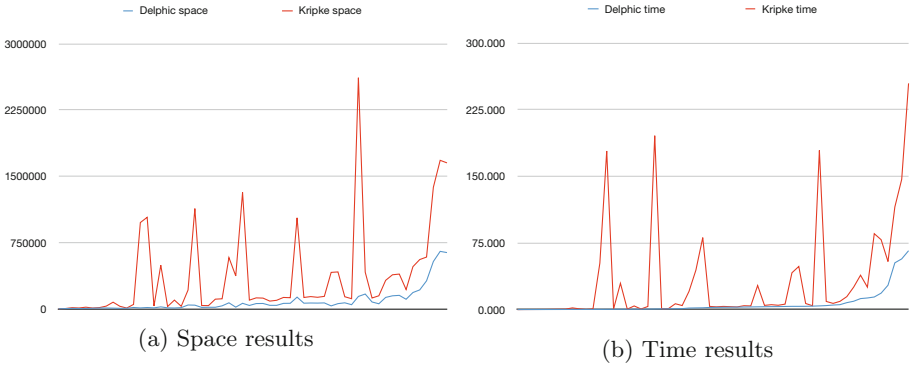 Delphic space
Kripke space
3000000
2250000
1500000
750000
0
(a) Space results
Delphic time
Kripke time
300.000
225.000
150.000
75.000
0.000
(b) Time results